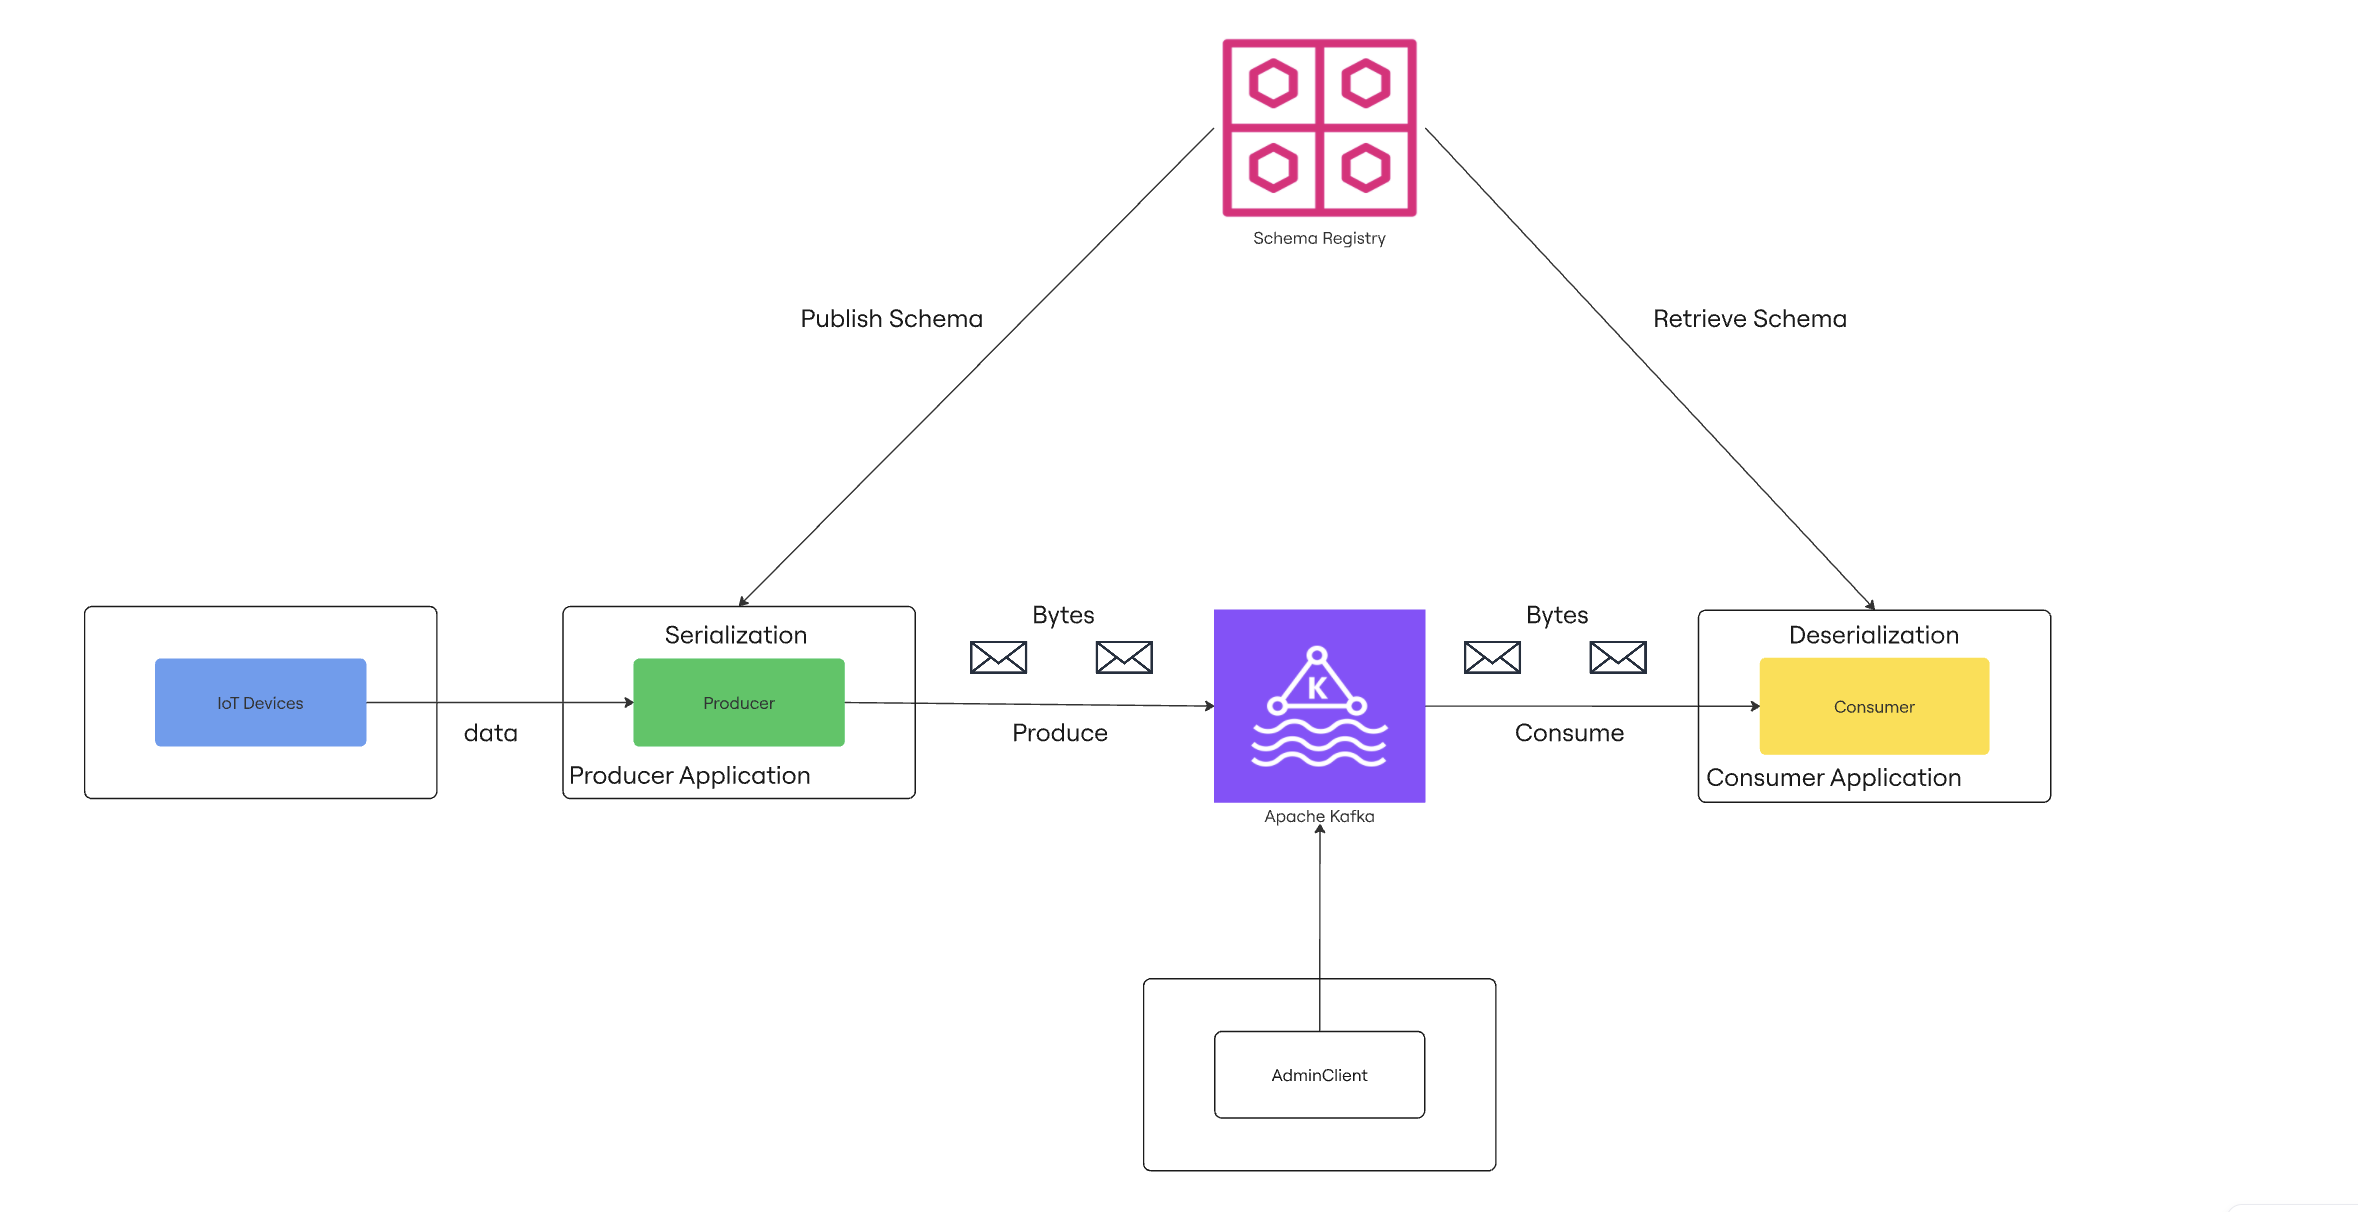 Schema Registry
Publish Schema
Retrieve Schema
IoT Devices
data
Serialization
Producer
Producer Application
Bytes
Produce
K
Apache Kafka
Bytes
Consume
Deserialization
Consumer
Consumer Application
AdminClient